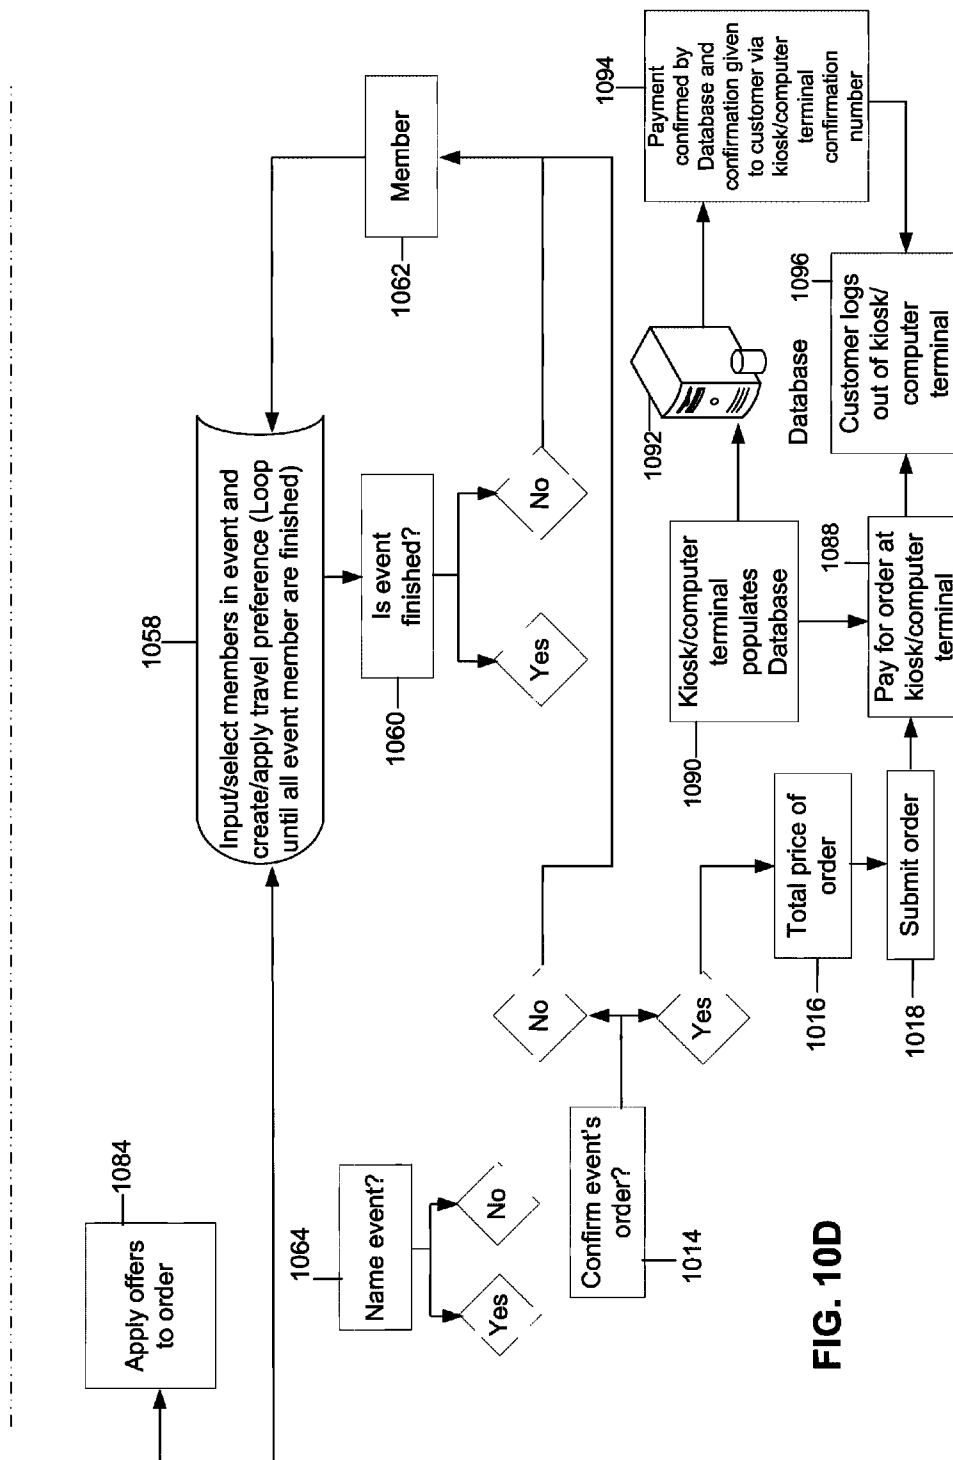 1084
Apply offers
to order
1058
Input/select members in event and
create/apply travel preference (Loop
until all event member are finished)
1064
Name event?
Yes
No
1060
Is event
finished?
Yes
No
1062
Member
1014
Confirm event's
order?
No
Yes
1016
Total price of
order
1018
Submit order
1090
Kiosk/computer
terminal
populates
Database
1088
Pay for order at
kiosk/computer
terminal
1092
Database
1094
Payment
confirmed by
Database and
confirmation given
to customer via
kiosk/computer
terminal
confirmation
number
1096
Customer logs
out of kiosk/
computer
terminal
FIG. 10D